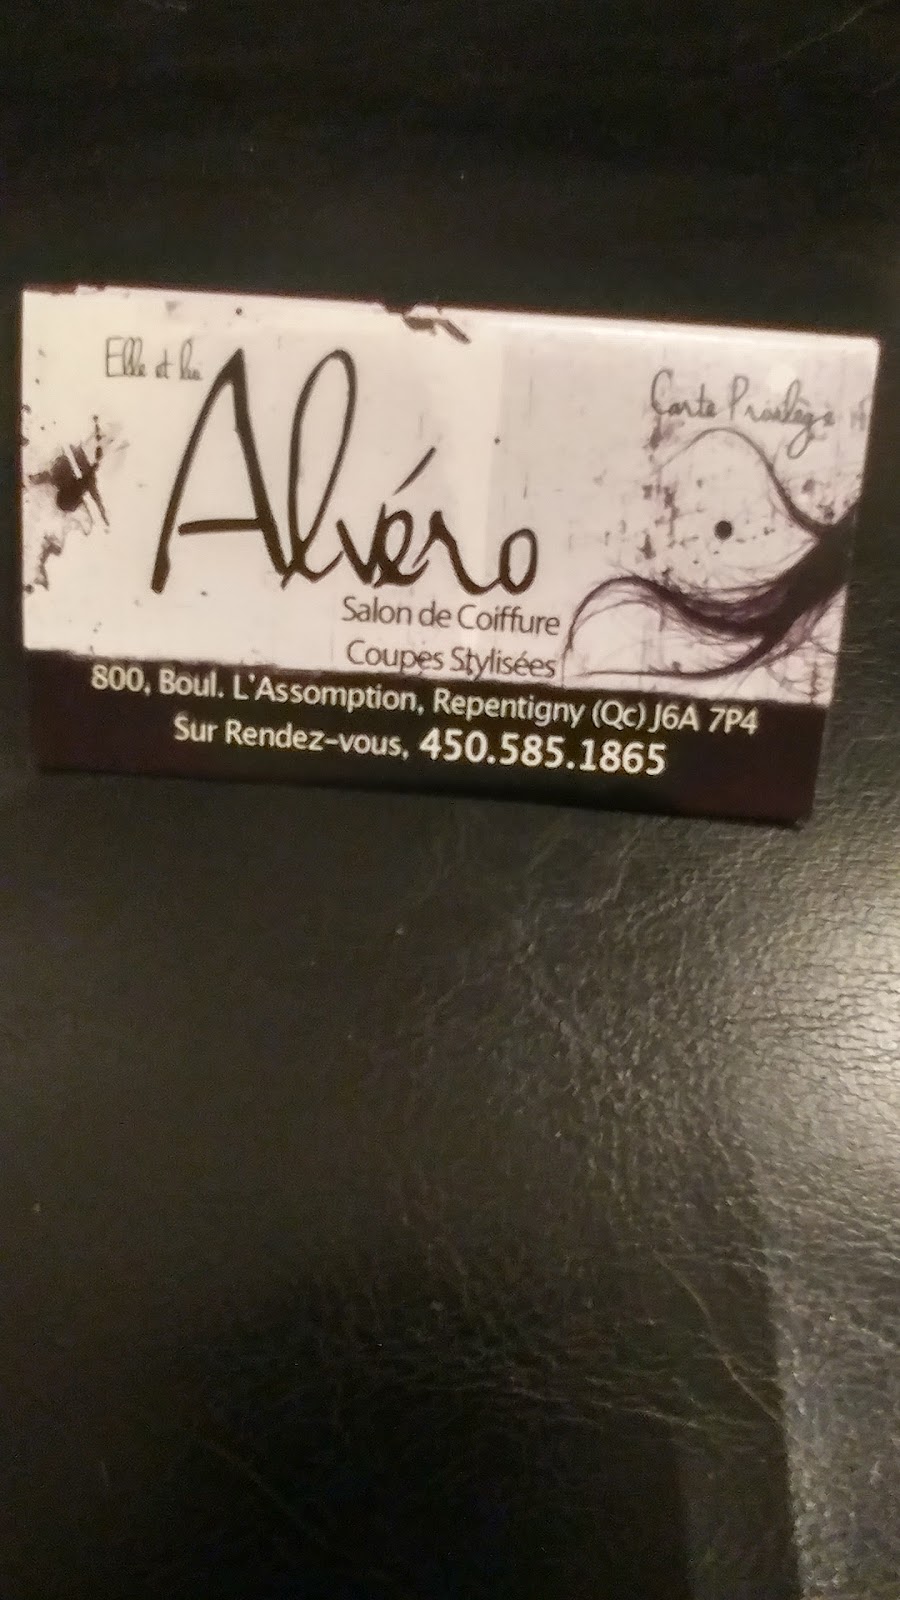 Elle et lui
Alvéro
Carte Privilège
Salon de Coiffure
Coupes Stylisées
800, Boul. L'Assomption, Repentigny (Qc) J6A 7P4
Sur Rendez-vous, 450.585.1865